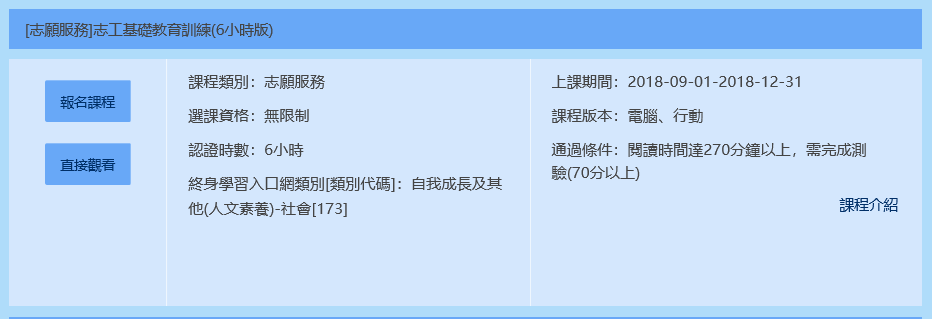 [志願服務]志工基礎教育訓練(6小時版)
報名課程
直接觀看
課程類別：志願服務
選課資格：無限制
認證時數：6小時
終身學習入口網類別[類別代碼]：自我成長及其
他(人文素養)-社會[173]
上課期間：2018-09-01-2018-12-31
課程版本：電腦、行動
通過條件：閱讀時間達270分鐘以上，需完成測
驗(70分以上)
課程介紹